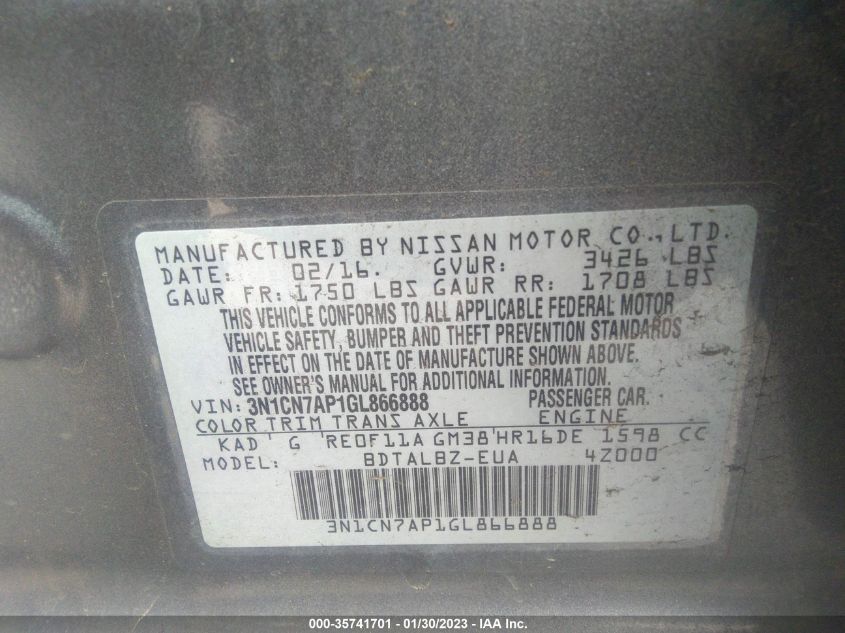 MANUFACTURED BY NISSAN MOTOR CO., LTD.
DATE: 02/16. GVWR: 3426 LBS
GAWR FR: 1750 LBS GAWR RR: 1708 LBS
THIS VEHICLE CONFORMS TO ALL APPLICABLE FEDERAL MOTOR
VEHICLE SAFETY, BUMPER AND THEFT PREVENTION STANDARDS
IN EFFECT ON THE DATE OF MANUFACTURE SHOWN ABOVE.
SEE OWNER'S MANUAL FOR ADDITIONAL INFORMATION.
VIN: 3N1CN7AP1GL866888 PASSENGER CAR.
COLOR TRIM TRANS AXLE ENGINE
KAD ' G 'RE0F11A GM38'HR16DE 1598 CC
MODEL: BDTALBZ-EUA 4Z000
3N1CN7AP1GL866888
000-35741701 - 01/30/2023 - IAA Inc.